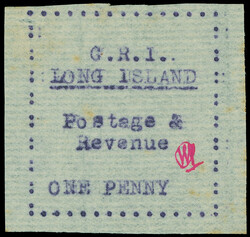 G.R.I.
LONG ISLAND
Postage &
Revenue
ONE PENNY